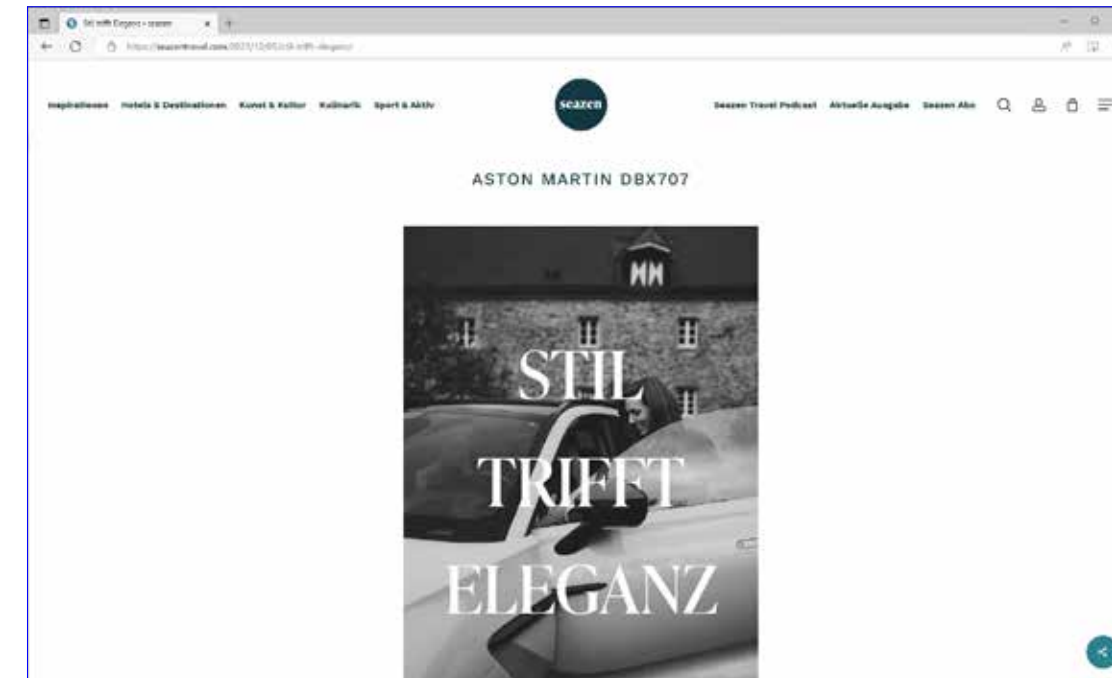 Stil trifft Eleganz • seazen
Inspirationen Hotels & Destinationen Kunst & Kultur Kulinarik Sport & Aktiv
seazen
Seazen Travel Podcast Aktuelle Ausgabe Seazen Abo
ASTON MARTIN DBX707
STIL
TRIFFT
ELEGANZ